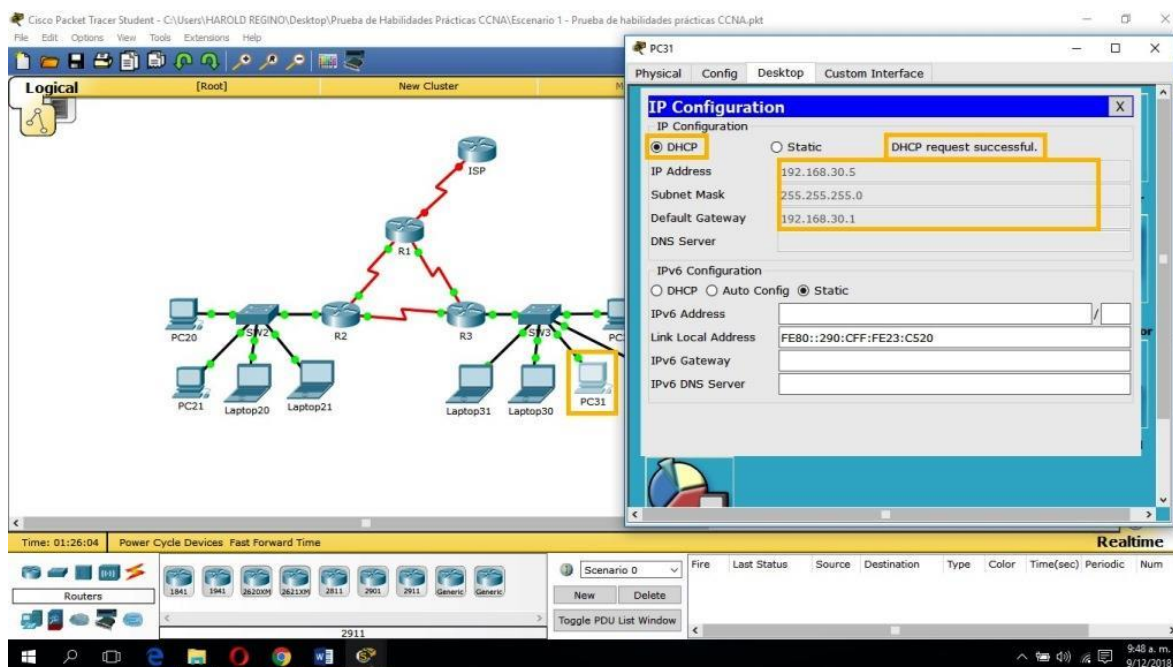 Cisco Packet Tracer Student - C:\Users\HAROLD REGINO\Desktop\Prueba de Habilidades Prácticas CCNA\Escenario 1 - Prueba de habilidades prácticas CCNA.pkt
File Edit Options View Tools Extensions Help
Logical
[Root]
New Cluster
ISP
R1
PC20
SW2
R2
R3
SW3
PC
PC21
Laptop20
Laptop21
Laptop31
Laptop30
PC31
PC31
Physical Config Desktop Custom Interface
IP Configuration
X
IP Configuration
DHCP
Static
DHCP request successful.
IP Address
192.168.30.5
Subnet Mask
255.255.255.0
Default Gateway
192.168.30.1
DNS Server
IPv6 Configuration
DHCP Auto Config Static
IPv6 Address
/
Link Local Address
FE80::290:CFF:FE23:C520
IPv6 Gateway
IPv6 DNS Server
Time: 01:26:04 Power Cycle Devices Fast Forward Time
Realtime
Routers
1841 1941 2620XM 2621XM 2811 2901 2911 Generic Generic
2911
Scenario 0
New Delete
Toggle PDU List Window
Fire Last Status Source Destination Type Color Time(sec) Periodic Num
9:48 a. m.
9/12/2018